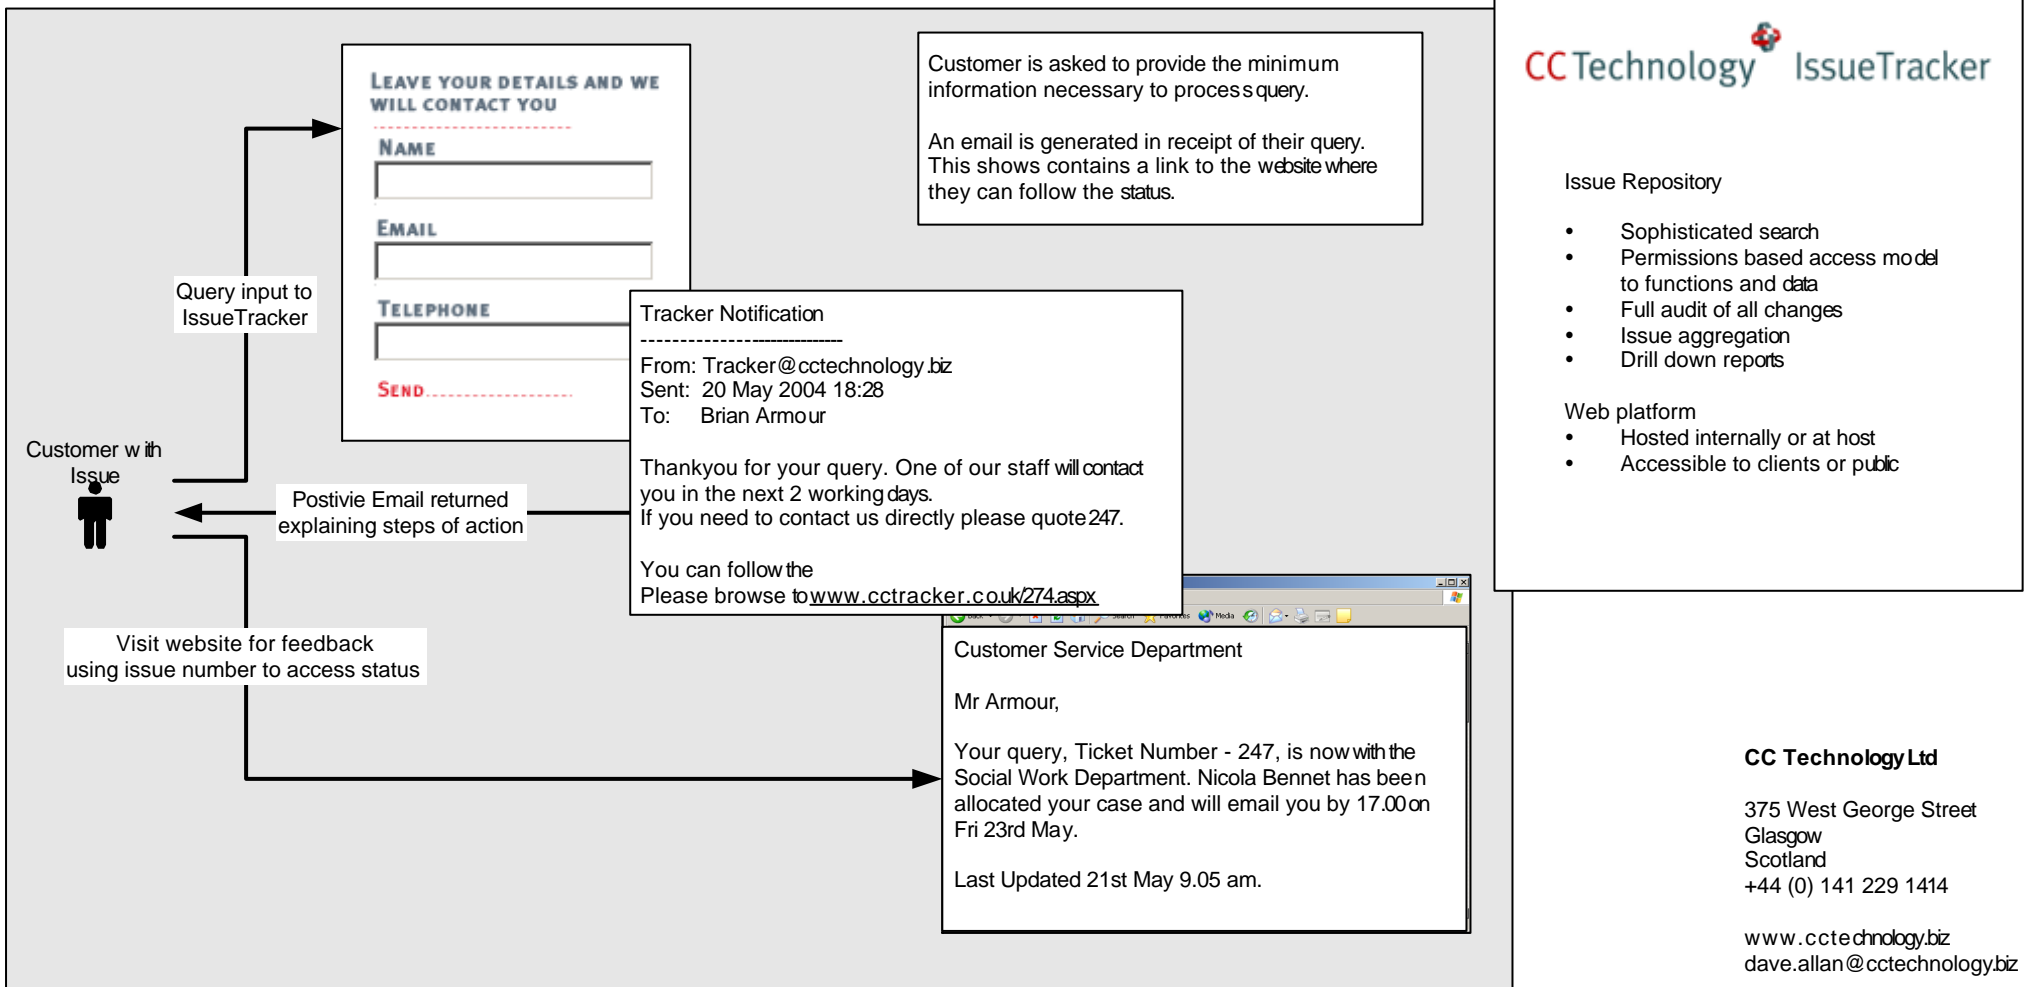 CC Technology IssueTracker
LEAVE YOUR DETAILS AND WE
WILL CONTACT YOU
NAME
EMAIL
TELEPHONE
SEND
Customer is asked to provide the minimum
information necessary to process query.
An email is generated in receipt of their query.
This shows contains a link to the website where
they can follow the status.
Issue Repository
• Sophisticated search
• Permissions based access model
to functions and data
• Full audit of all changes
• Issue aggregation
• Drill down reports
Web platform
• Hosted internally or at host
• Accessible to clients or public
Query input to
IssueTracker
Customer with
Issue
Postivie Email returned
explaining steps of action
Visit website for feedback
using issue number to access status
Tracker Notification
-------------------------------
From: Tracker@cctechnology.biz
Sent: 20 May 2004 18:28
To: Brian Armour
Thankyou for your query. One of our staff will contact
you in the next 2 working days.
If you need to contact us directly please quote 247.
You can follow the
Please browse to www.cctracker.co.uk/274.aspx
Search Favorites Media
Customer Service Department
Mr Armour,
Your query, Ticket Number - 247, is now with the
Social Work Department. Nicola Bennet has been
allocated your case and will email you by 17.00 on
Fri 23rd May.
Last Updated 21st May 9.05 am.
CC Technology Ltd
375 West George Street
Glasgow
Scotland
+44 (0) 141 229 1414
www.cctechnology.biz
dave.allan@cctechnology.biz